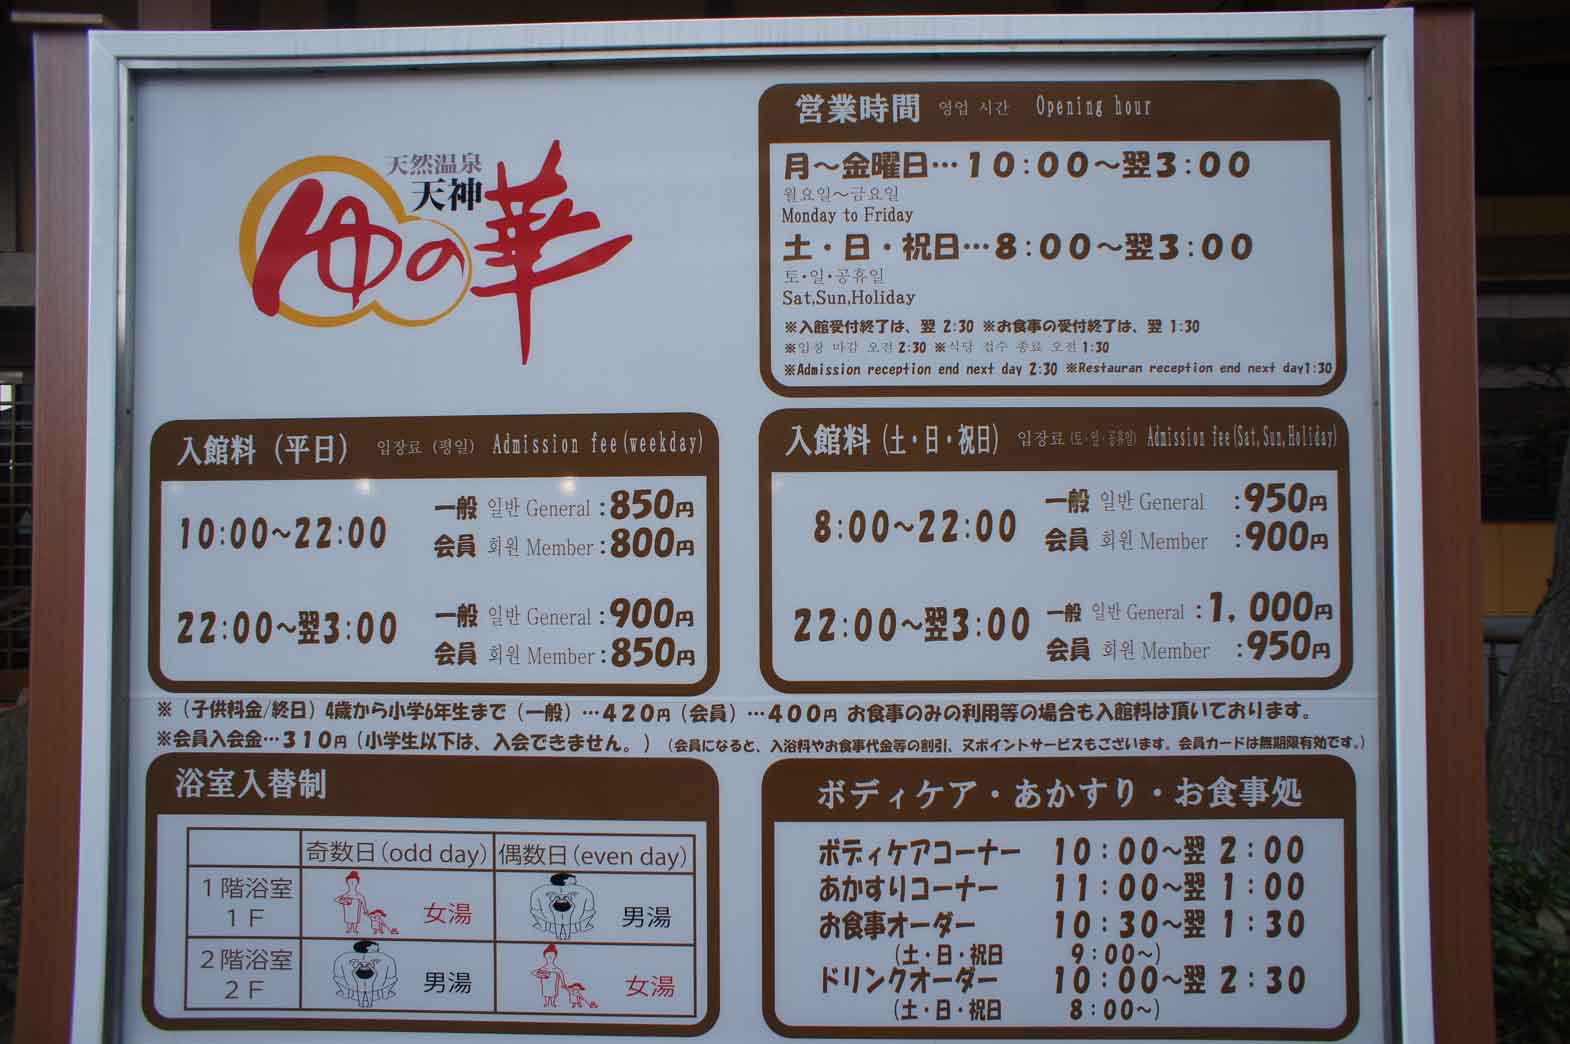 天然温泉
天神
ゆの華
営業時間 영업 시간 Opening hour
月～金曜日…10:00～翌3:00
월요일～금요일
Monday to Friday
土・日・祝日…8:00～翌3:00
토・일・공휴일
Sat,Sun,Holiday
※入館受付終了は、翌 2:30 ※お食事の受付終了は、翌 1:30
※입장 마감 오전 2:30 ※식당 접수 종료 오전 1:30
※Admission reception end next day 2:30 ※Restauran reception end next day1:30
入館料（平日） 입장료（평일） Admission fee(weekday)
10:00～22:00
一般 일반 General :850円
会員 회원 Member :800円
22:00～翌3:00
一般 일반 General :900円
会員 회원 Member :850円
入館料（土・日・祝日） 입장료（토・일・공휴일） Admission fee(Sat,Sun,Holiday)
8:00～22:00
一般 일반 General :950円
会員 회원 Member :900円
22:00～翌3:00
一般 일반 General :1,000円
会員 회원 Member :950円
※（子供料金/終日）4歳から小学6年生まで（一般）…420円（会員）…400円 お食事のみの利用等の場合も入館料は頂いております。
※会員入会金…310円（小学生以下は、入会できません。）（会員になると、入浴料やお食事代金等の割引、又ポイントサービスもございます。会員カードは無期限有効です。）
浴室入替制
奇数日（odd day） 偶数日（even day）
1階浴室
1F
女湯 男湯
2階浴室
2F
男湯 女湯
ボディケア・あかすり・お食事処
ボディケアコーナー 10:00～翌 2:00
あかすりコーナー 11:00～翌 1:00
お食事オーダー 10:30～翌 1:30
(土・日・祝日 9:00～)
ドリンクオーダー 10:00～翌 2:30
(土・日・祝日 8:00～)